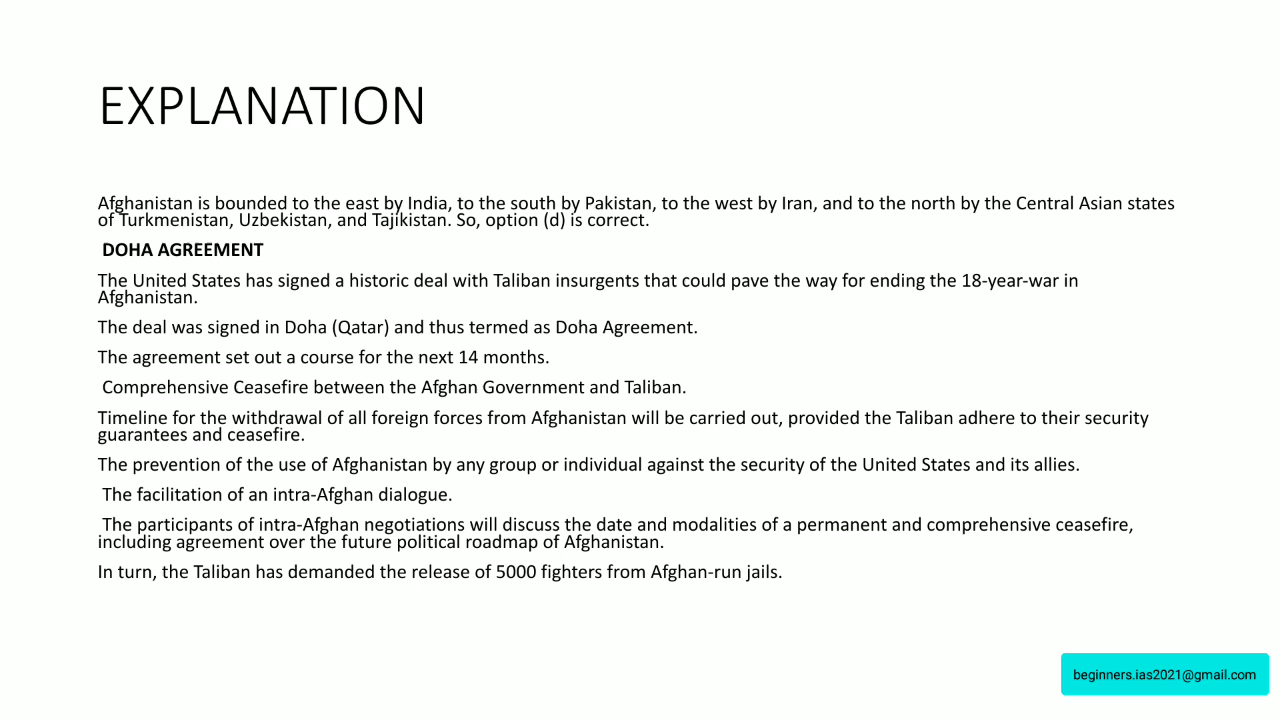 EXPLANATION
Afghanistan is bounded to the east by India, to the south by Pakistan, to the west by Iran, and to the north by the Central Asian states
of Turkmenistan, Uzbekistan, and Tajikistan. So, option (d) is correct.
DOHA AGREEMENT
The United States has signed a historic deal with Taliban insurgents that could pave the way for ending the 18-year-war in
Afghanistan.
The deal was signed in Doha (Qatar) and thus termed as Doha Agreement.
The agreement set out a course for the next 14 months.
Comprehensive Ceasefire between the Afghan Government and Taliban.
Timeline for the withdrawal of all foreign forces from Afghanistan will be carried out, provided the Taliban adhere to their security
guarantees and ceasefire.
The prevention of the use of Afghanistan by any group or individual against the security of the United States and its allies.
The facilitation of an intra-Afghan dialogue.
The participants of intra-Afghan negotiations will discuss the date and modalities of a permanent and comprehensive ceasefire,
including agreement over the future political roadmap of Afghanistan.
In turn, the Taliban has demanded the release of 5000 fighters from Afghan-run jails.
beginners.ias2021@gmail.com